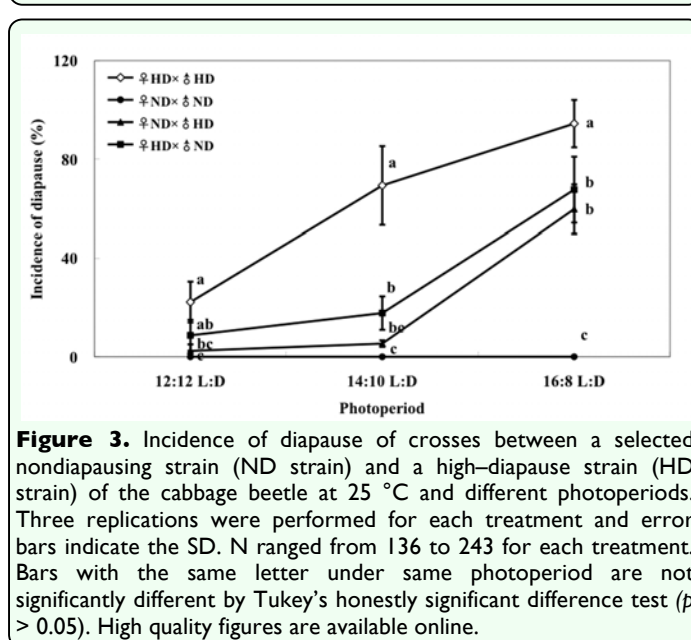 120
80
40
0
Incidence of diapause (%)
♀HD×♂HD
♀ND×♂ND
♀ND×♂HD
♀HD×♂ND
a
ab
bc
c
a
b
bc
c
a
b
b
c
12:12 L:D
14:10 L:D
16:8 L:D
Photoperiod
Figure 3. Incidence of diapause of crosses between a selected
nondiapausing strain (ND strain) and a high–diapause strain (HD
strain) of the cabbage beetle at 25 °C and different photoperiods.
Three replications were performed for each treatment and error
bars indicate the SD. N ranged from 136 to 243 for each treatment.
Bars with the same letter under same photoperiod are not
significantly different by Tukey’s honestly significant difference test (p
> 0.05). High quality figures are available online.